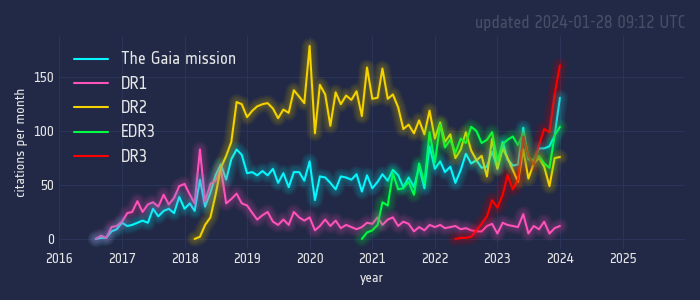 updated 2024-01-28 09:12 UTC
The Gaia mission
DR1
DR2
EDR3
DR3
citations per month
150
100
50
0
2016 2017 2018 2019 2020 2021 2022 2023 2024 2025
year